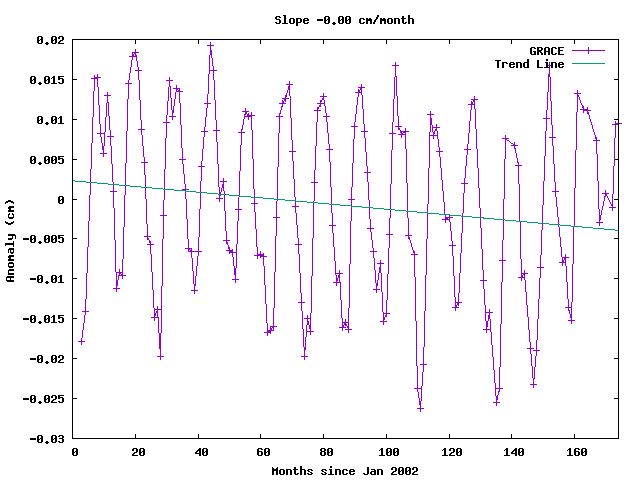 Slope -0.00 cm/month
GRACE
Trend Line
0.02
0.015
0.01
0.005
0
-0.005
-0.01
-0.015
-0.02
-0.025
-0.03
Anomaly (cm)
0 20 40 60 80 100 120 140 160
Months since Jan 2002